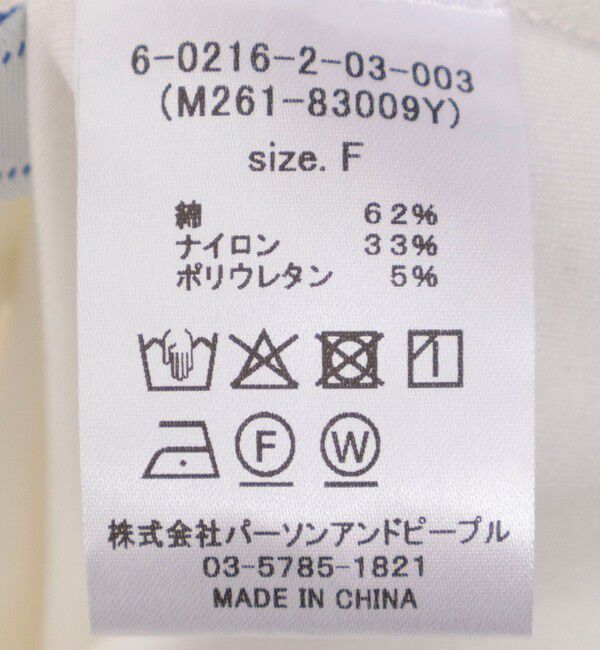 6-0216-2-03-003
(M261-83009Y)
size. F
綿 62%
ナイロン 33%
ポリウレタン 5%
F W
株式会社パーソンアンドピープル
03-5785-1821
MADE IN CHINA